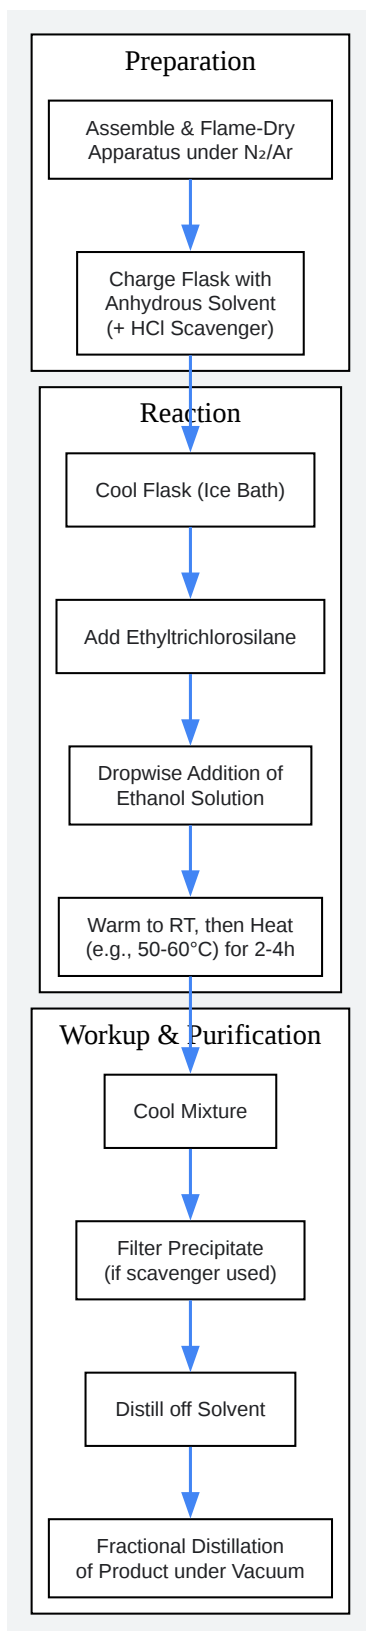 Preparation
Assemble & Flame-Dry
Apparatus under N₂/Ar
Charge Flask with
Anhydrous Solvent
(+ HCl Scavenger)
Reaction
Cool Flask (Ice Bath)
Add Ethyltrichlorosilane
Dropwise Addition of
Ethanol Solution
Warm to RT, then Heat
(e.g., 50-60°C) for 2-4h
Workup & Purification
Cool Mixture
Filter Precipitate
(if scavenger used)
Distill off Solvent
Fractional Distillation
of Product under Vacuum